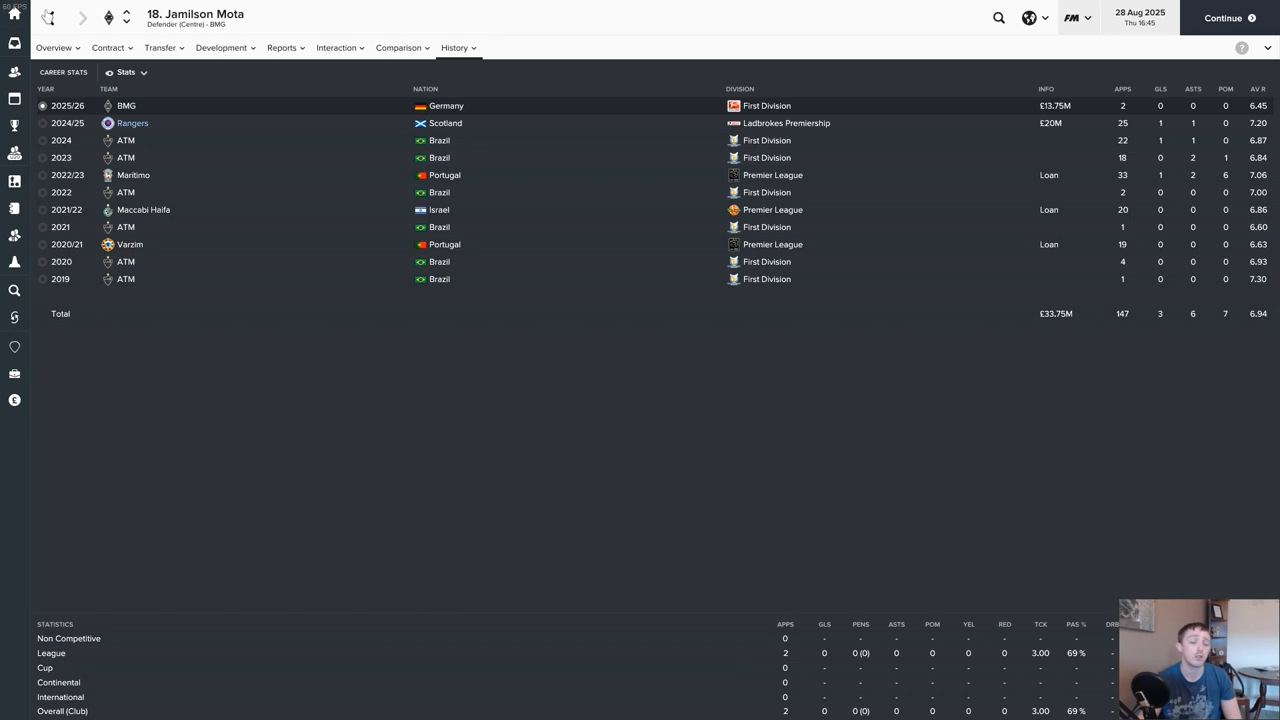 60 FPS
18. Jamilson Mota
Defender (Centre) - BMG
FM
28 Aug 2025
Thu 16:45
Continue
Overview Contract Transfer Development Reports Interaction Comparison History ?
CAREER STATS Stats
YEAR TEAM NATION DIVISION INFO APPS GLS ASTS POM AV R
2025/26 BMG Germany First Division £13.75M 2 0 0 0 6.45
2024/25 Rangers Scotland Ladbrokes Premiership £20M 25 1 1 0 7.20
2024 ATM Brazil First Division 22 1 1 0 6.87
2023 ATM Brazil First Division 18 0 2 1 6.84
2022/23 Marítimo Portugal Premier League Loan 33 1 2 6 7.06
2022 ATM Brazil First Division 2 0 0 0 7.00
2021/22 Maccabi Haifa Israel Premier League Loan 20 0 0 0 6.86
2021 ATM Brazil First Division 1 0 0 0 6.60
2020/21 Varzim Portugal Premier League Loan 19 0 0 0 6.63
2020 ATM Brazil First Division 4 0 0 0 6.93
2019 ATM Brazil First Division 1 0 0 0 7.30
Total £33.75M 147 3 6 7 6.94
STATISTICS APPS GLS PENS ASTS POM YEL RED TCK PAS % DRB
Non Competitive 0 - - - - - - - - -
League 2 0 0 (0) 0 0 0 0 3.00 69 % -
Cup 0 - - - - - - - - -
Continental 0 - - - - - - - - -
International 0 - - - - - - - - -
Overall (Club) 2 0 0 (0) 0 0 0 0 3.00 69 % -